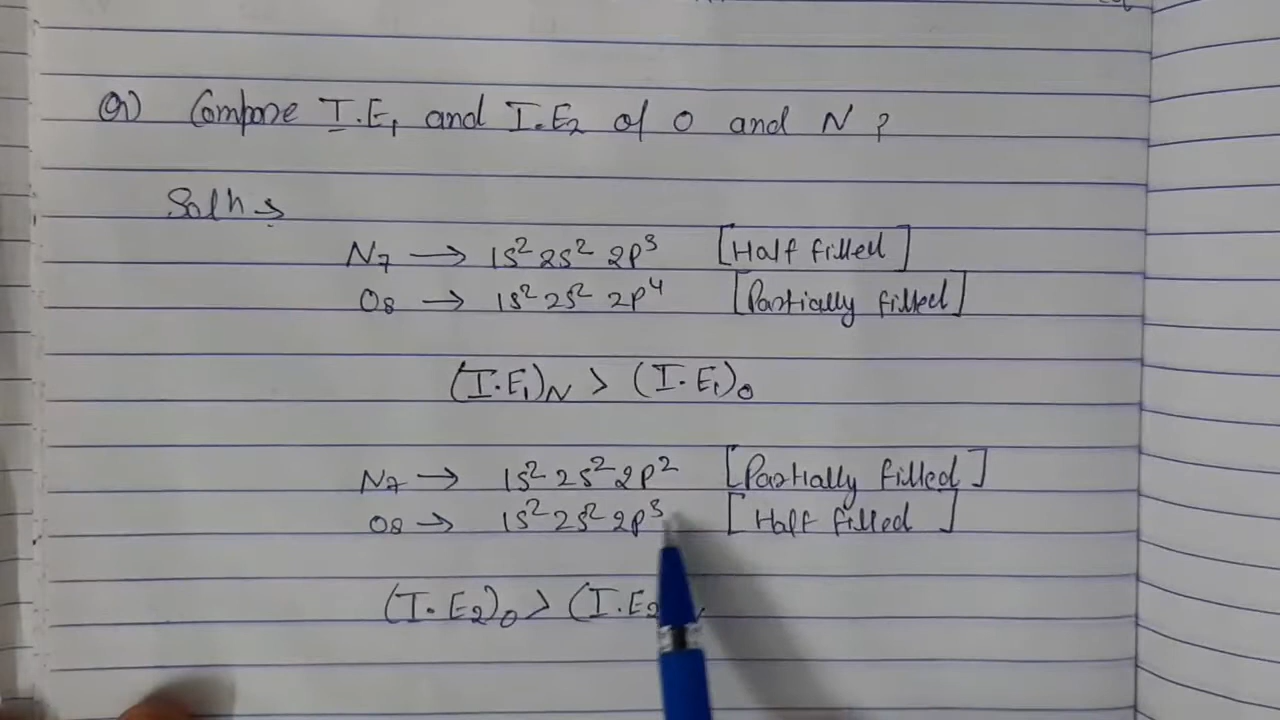 Q1) Compare I.E₁ and I.E₂ of O and N ?
Solⁿ →
N₇ → 1s² 2s² 2p³ [Half filled]
O₈ → 1s² 2s² 2p⁴ [Partially filled]
(I.E₁)N > (I.E₁)O
N₇ → 1s² 2s² 2p² [Partially filled]
O₈ → 1s² 2s² 2p³ [Half filled]
(I.E₂)O > (I.E₂